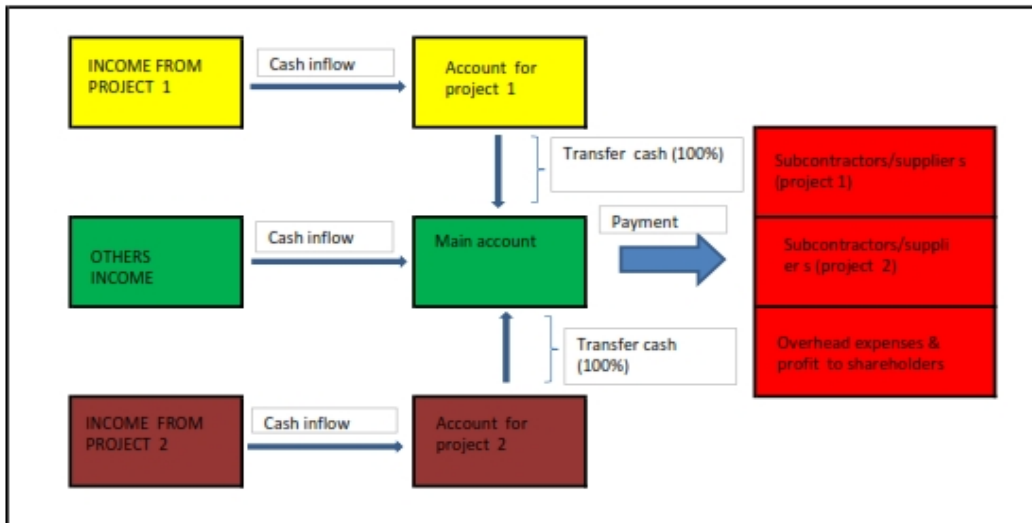 INCOME FROM
PROJECT 1
Cash inflow
Account for
project 1
Transfer cash (100%)
Subcontractors/supplier s
(project 1)
OTHERS
INCOME
Cash inflow
Main account
Payment
Subcontractors/suppli
er s (project 2)
Transfer cash
(100%)
Overhead expenses &
profit to shareholders
INCOME FROM
PROJECT 2
Cash inflow
Account for
project 2